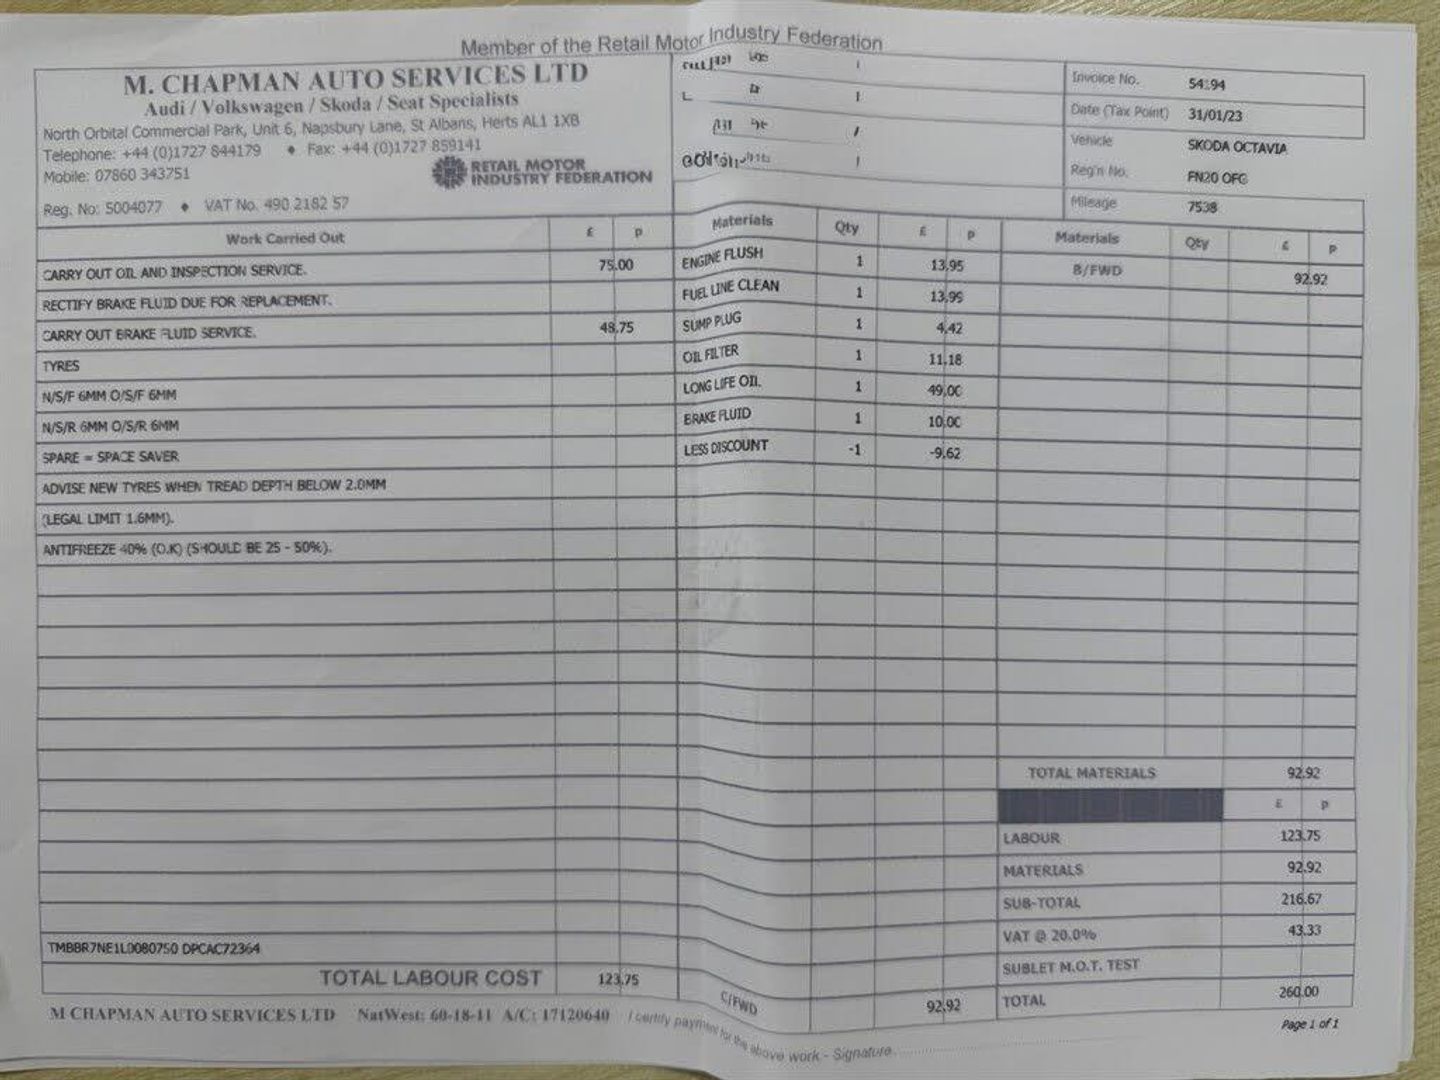 Member of the Retail Motor Industry Federation
M. CHAPMAN AUTO SERVICES LTD
Audi / Volkswagen / Skoda / Seat Specialists
North Orbital Commercial Park, Unit 6, Napsbury Lane, St Albans, Herts AL1 1XB
Telephone: +44 (0)1727 844179 ♦ Fax: +44 (0)1727 859141
Mobile: 07860 343751
RETAIL MOTOR
INDUSTRY FEDERATION
Reg. No: 5004077 ♦ VAT No. 490 2182 57
Invoice No. 54194
Date (Tax Point) 31/01/23
Vehicle SKODA OCTAVIA
Reg'n No. FN20 OFG
Mileage 7538
Work Carried Out £ p
CARRY OUT OIL AND INSPECTION SERVICE. 75.00
RECTIFY BRAKE FLUID DUE FOR REPLACEMENT.
CARRY OUT BRAKE FLUID SERVICE. 48.75
TYRES
N/S/F 6MM O/S/F 6MM
N/S/R 6MM O/S/R 6MM
SPARE = SPACE SAVER
ADVISE NEW TYRES WHEN TREAD DEPTH BELOW 2.0MM
(LEGAL LIMIT 1.6MM).
ANTIFREEZE 40% (O.K) (SHOULD BE 25 - 50%).
TMBBR7NE1L0080750 DPCAC72364
TOTAL LABOUR COST 123.75
Materials Qty £ p
ENGINE FLUSH 1 13.95
FUEL LINE CLEAN 1 13.99
SUMP PLUG 1 4.42
OIL FILTER 1 11.18
LONG LIFE OIL 1 49.00
BRAKE FLUID 1 10.00
LESS DISCOUNT -1 -9.62
C/FWD 92.92
Materials Qty £ p
B/FWD 92.92
TOTAL MATERIALS 92.92
£ p
LABOUR 123.75
MATERIALS 92.92
SUB-TOTAL 216.67
VAT @ 20.0% 43.33
SUBLET M.O.T. TEST
TOTAL 260.00
M CHAPMAN AUTO SERVICES LTD NatWest: 60-18-11 A/C: 17120640 I certify payment for the above work - Signature
Page 1 of 1